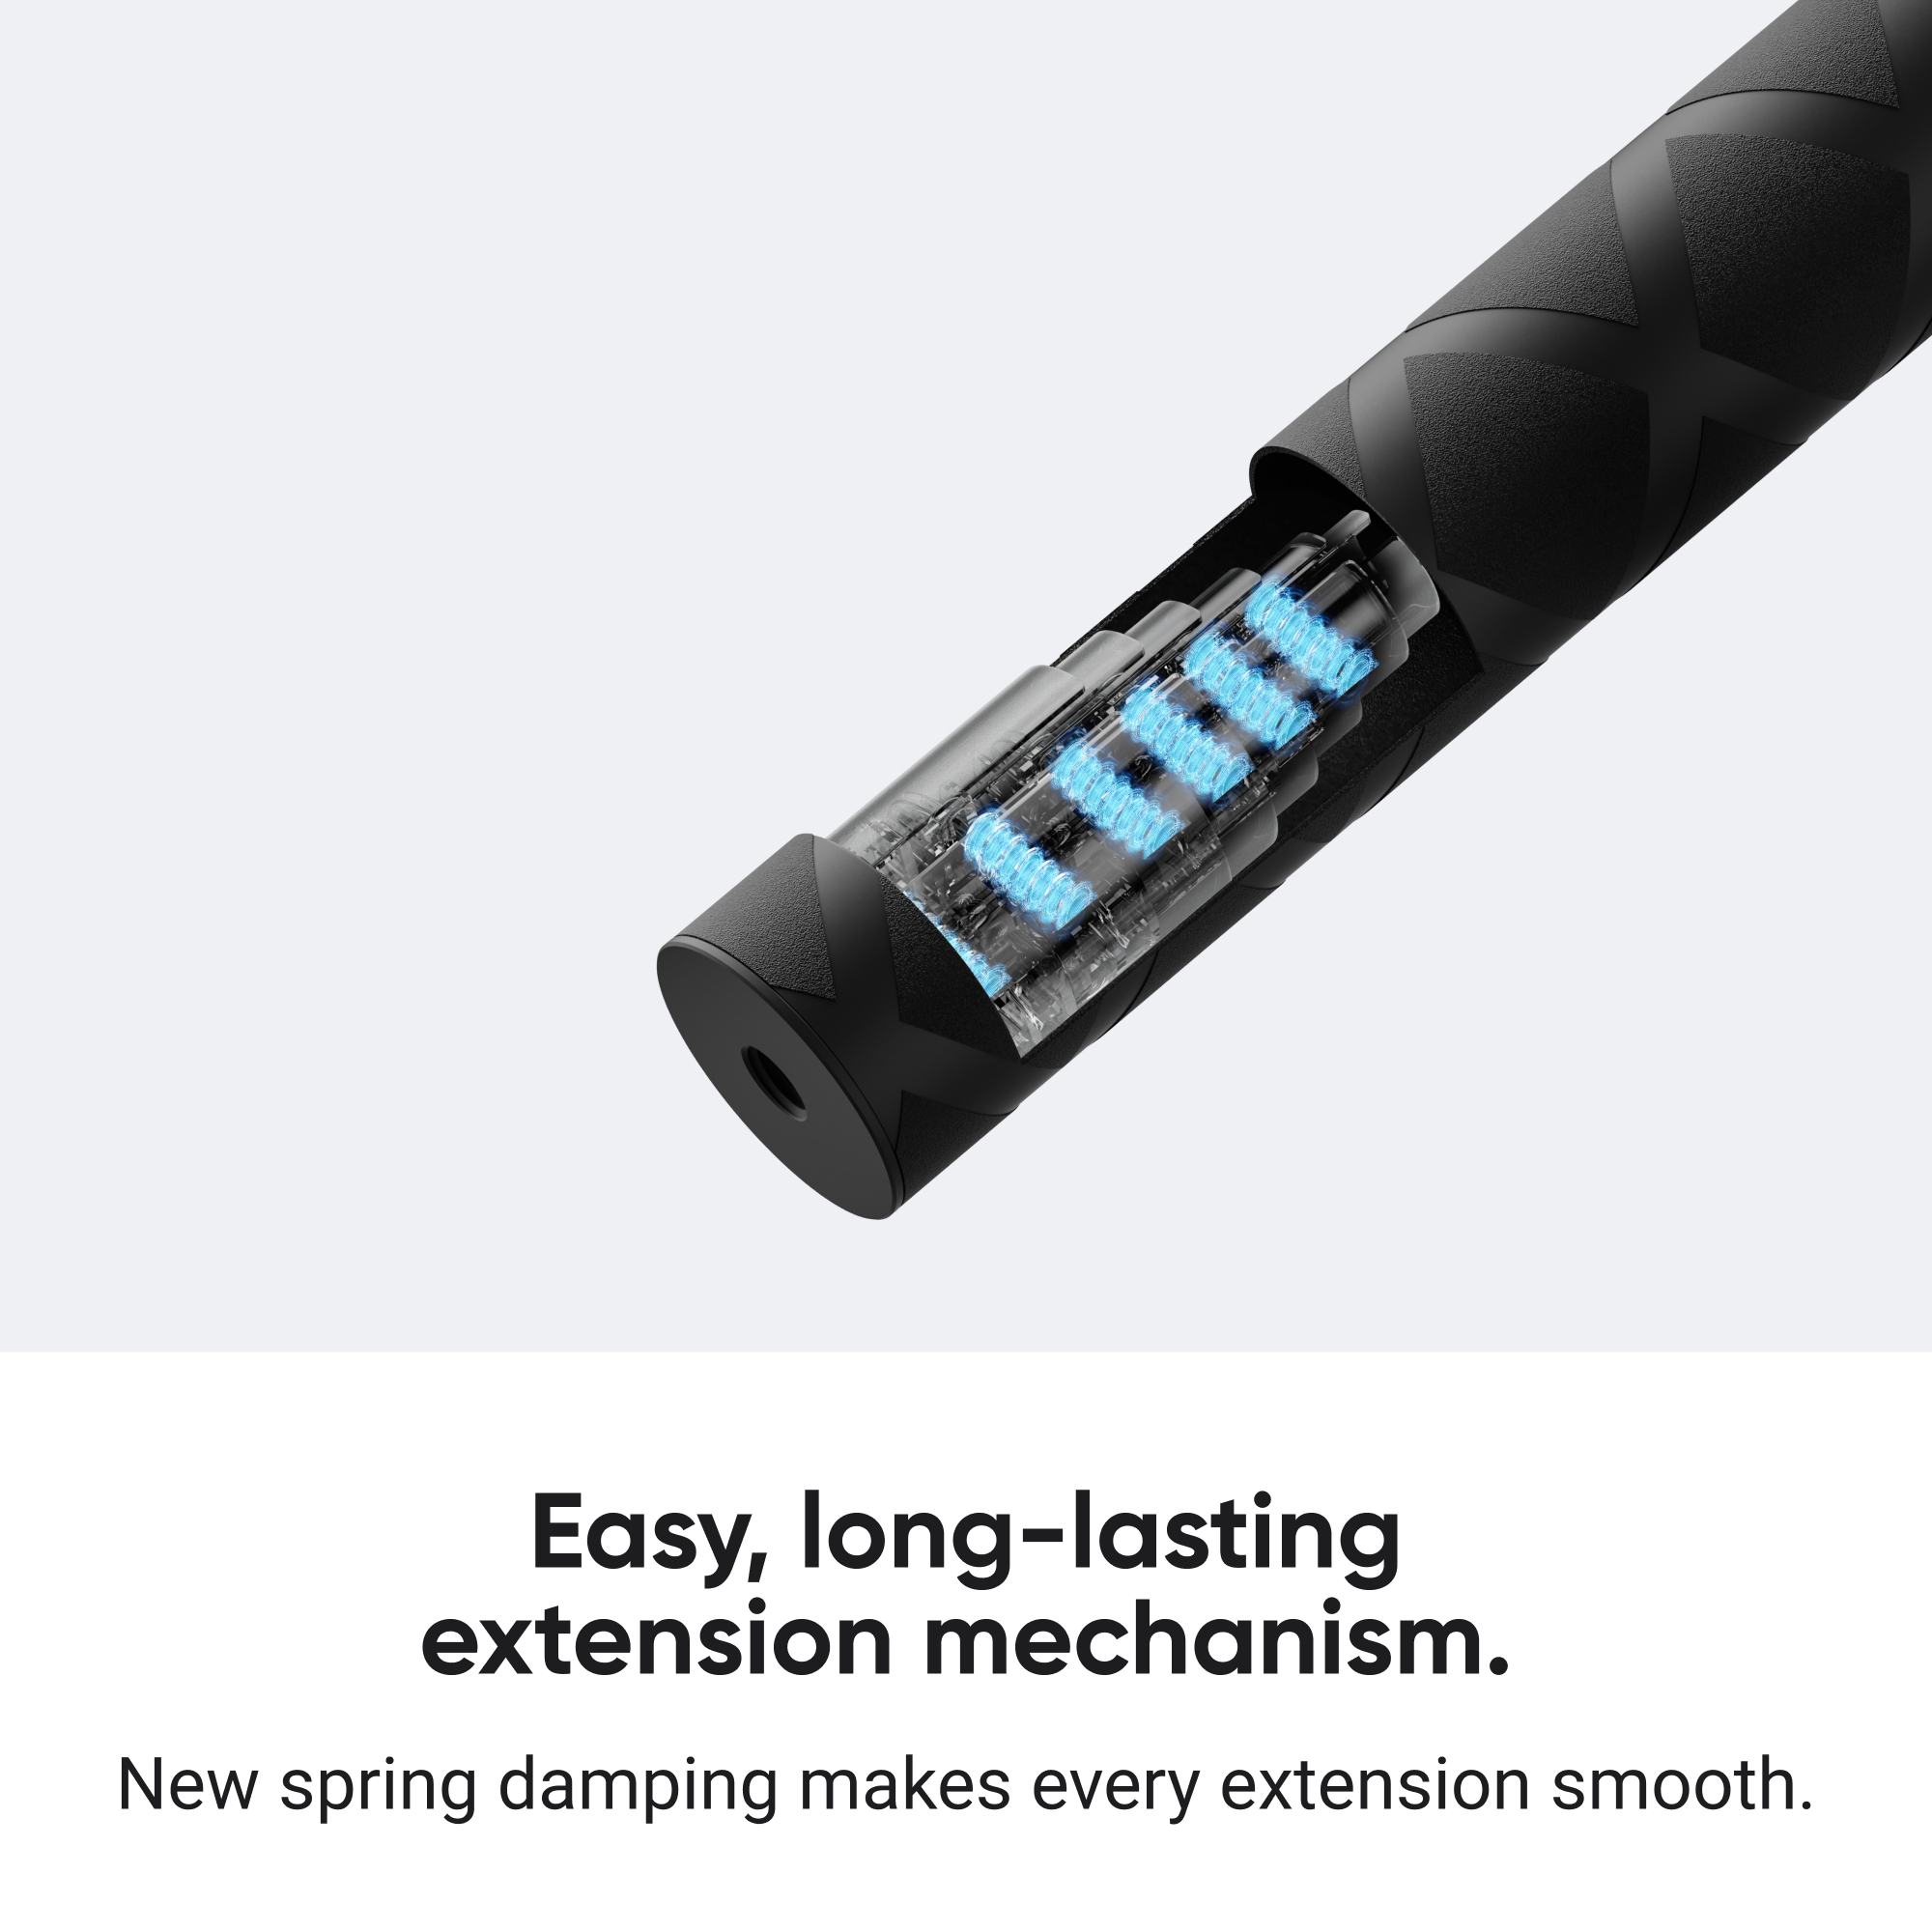 Easy, long-lasting
extension mechanism.
New spring damping makes every extension smooth.